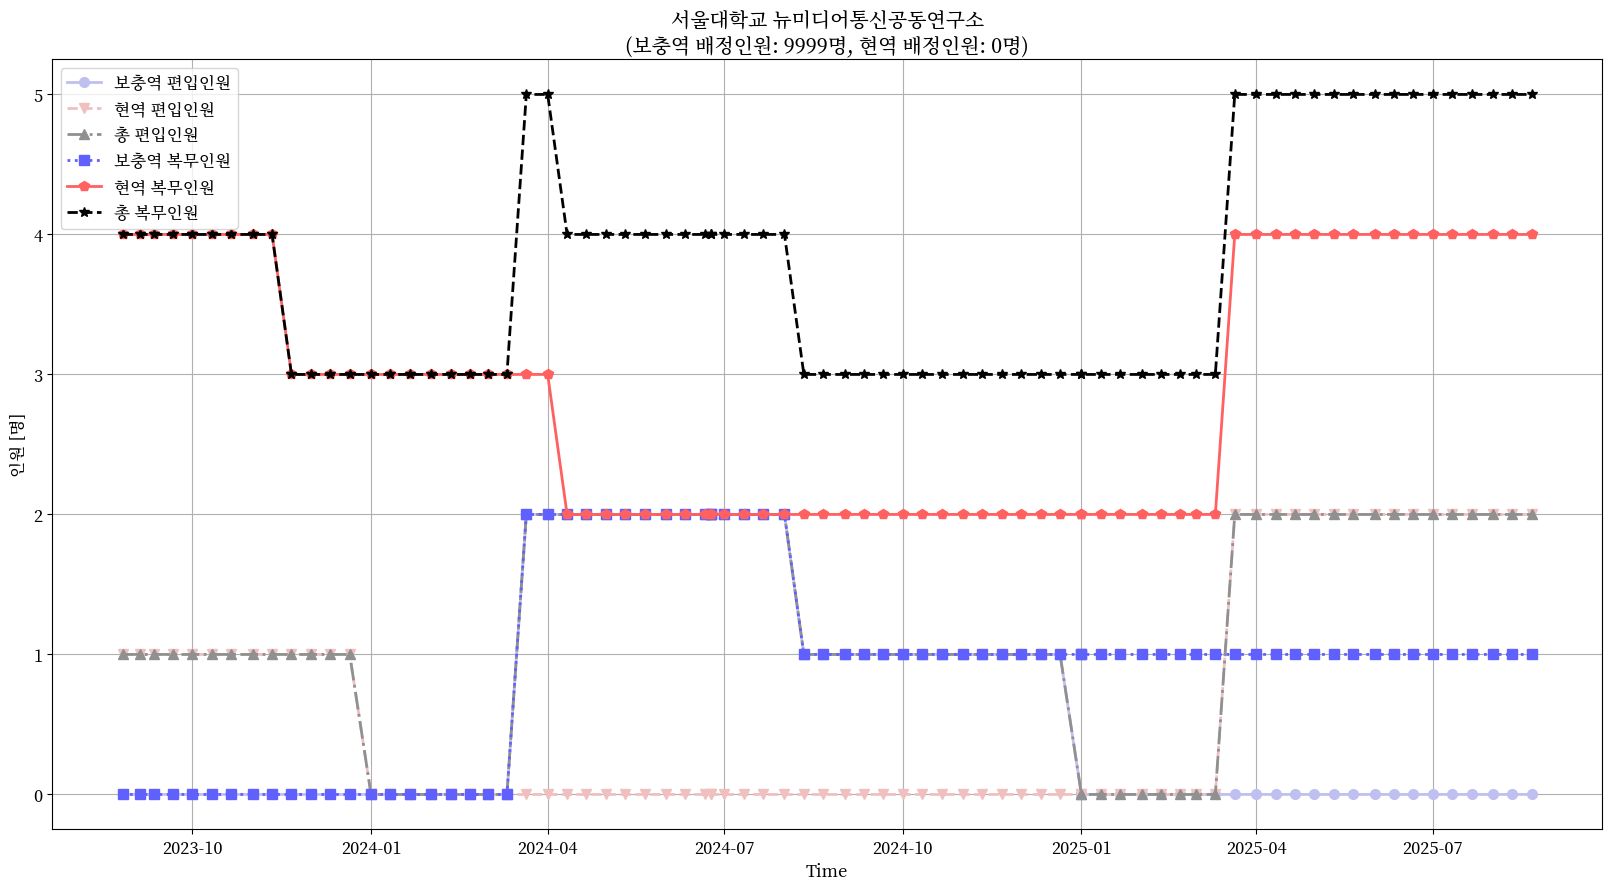 서울대학교 뉴미디어통신공동연구소
(보충역 배정인원: 9999명, 현역 배정인원: 0명)
보충역 편입인원
현역 편입인원
총 편입인원
보충역 복무인원
현역 복무인원
총 복무인원
인원 [명]
5
4
3
2
1
0
2023-10
2024-01
2024-04
2024-07
2024-10
2025-01
2025-04
2025-07
Time